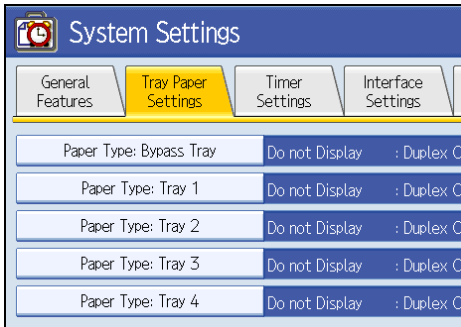 System Settings
General Features
Tray Paper Settings
Timer Settings
Interface Settings
Paper Type: Bypass Tray Do not Display : Duplex
Paper Type: Tray 1 Do not Display : Duplex
Paper Type: Tray 2 Do not Display : Duplex
Paper Type: Tray 3 Do not Display : Duplex
Paper Type: Tray 4 Do not Display : Duplex